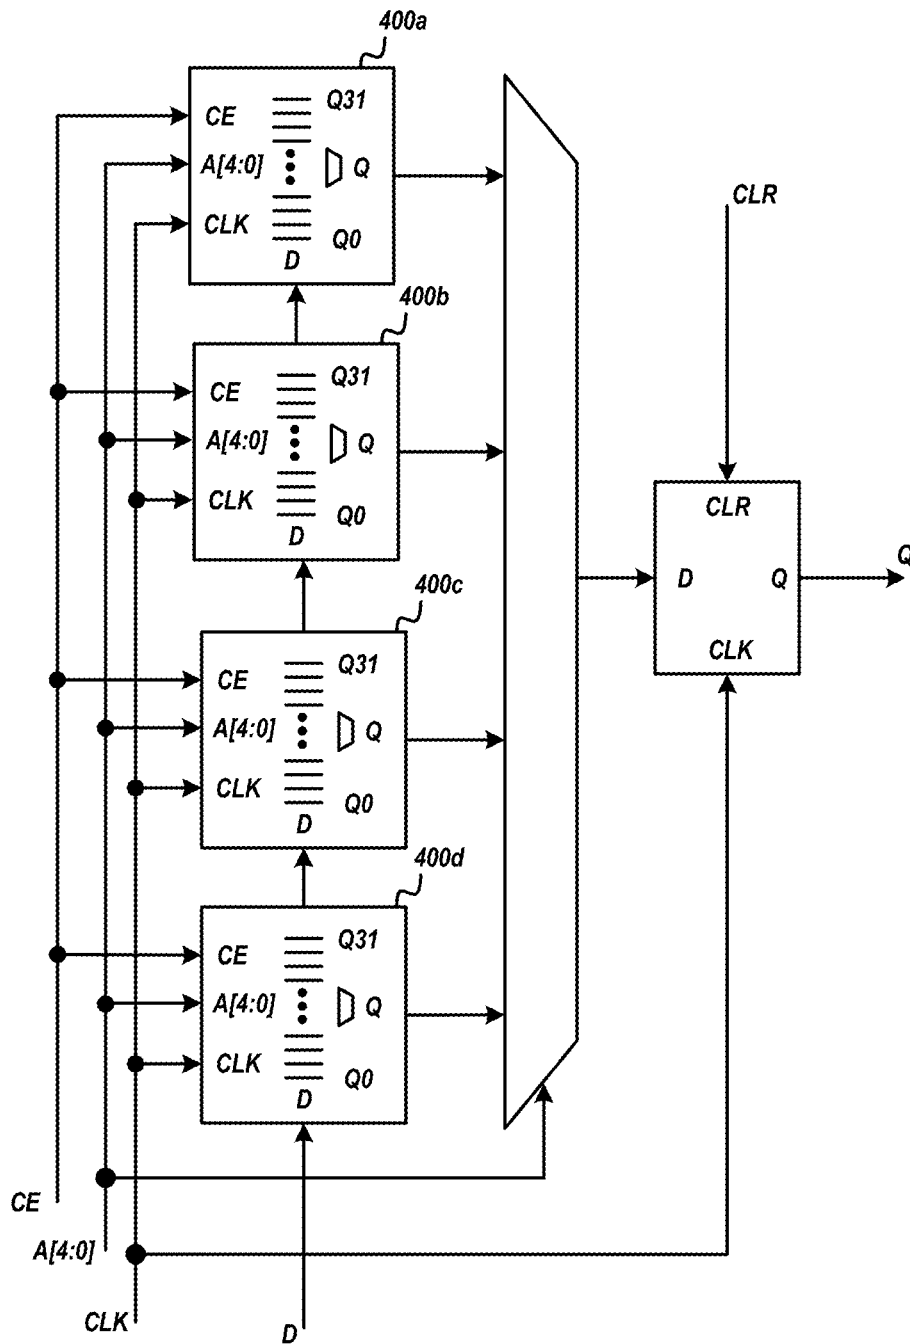 400a
Q31
CE
A[4:0]
Q
CLK
Q0
D
CLR
400b
Q31
CE
A[4:0]
Q
CLK
Q0
D
CLR
D
Q
CLK
Q
400c
Q31
CE
A[4:0]
Q
CLK
Q0
D
400d
Q31
CE
A[4:0]
Q
CLK
Q0
D
CE
A[4:0]
CLK
D